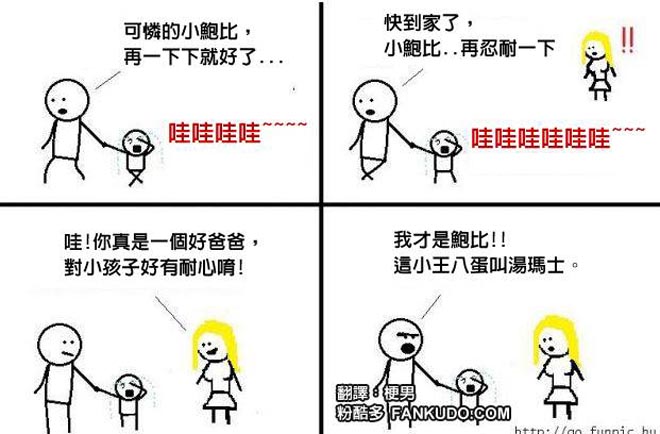 可憐的小鮑比，
再一下下就好了...
哇哇哇哇~~~~
快到家了，
小鮑比..再忍耐一下
!!
哇哇哇哇哇哇~~~
哇!你真是一個好爸爸，
對小孩子好有耐心唷!
我才是鮑比!!
這小王八蛋叫湯瑪士。
翻譯：梗男
粉酷多 FANKUDO.COM
http://go.funpic.hu